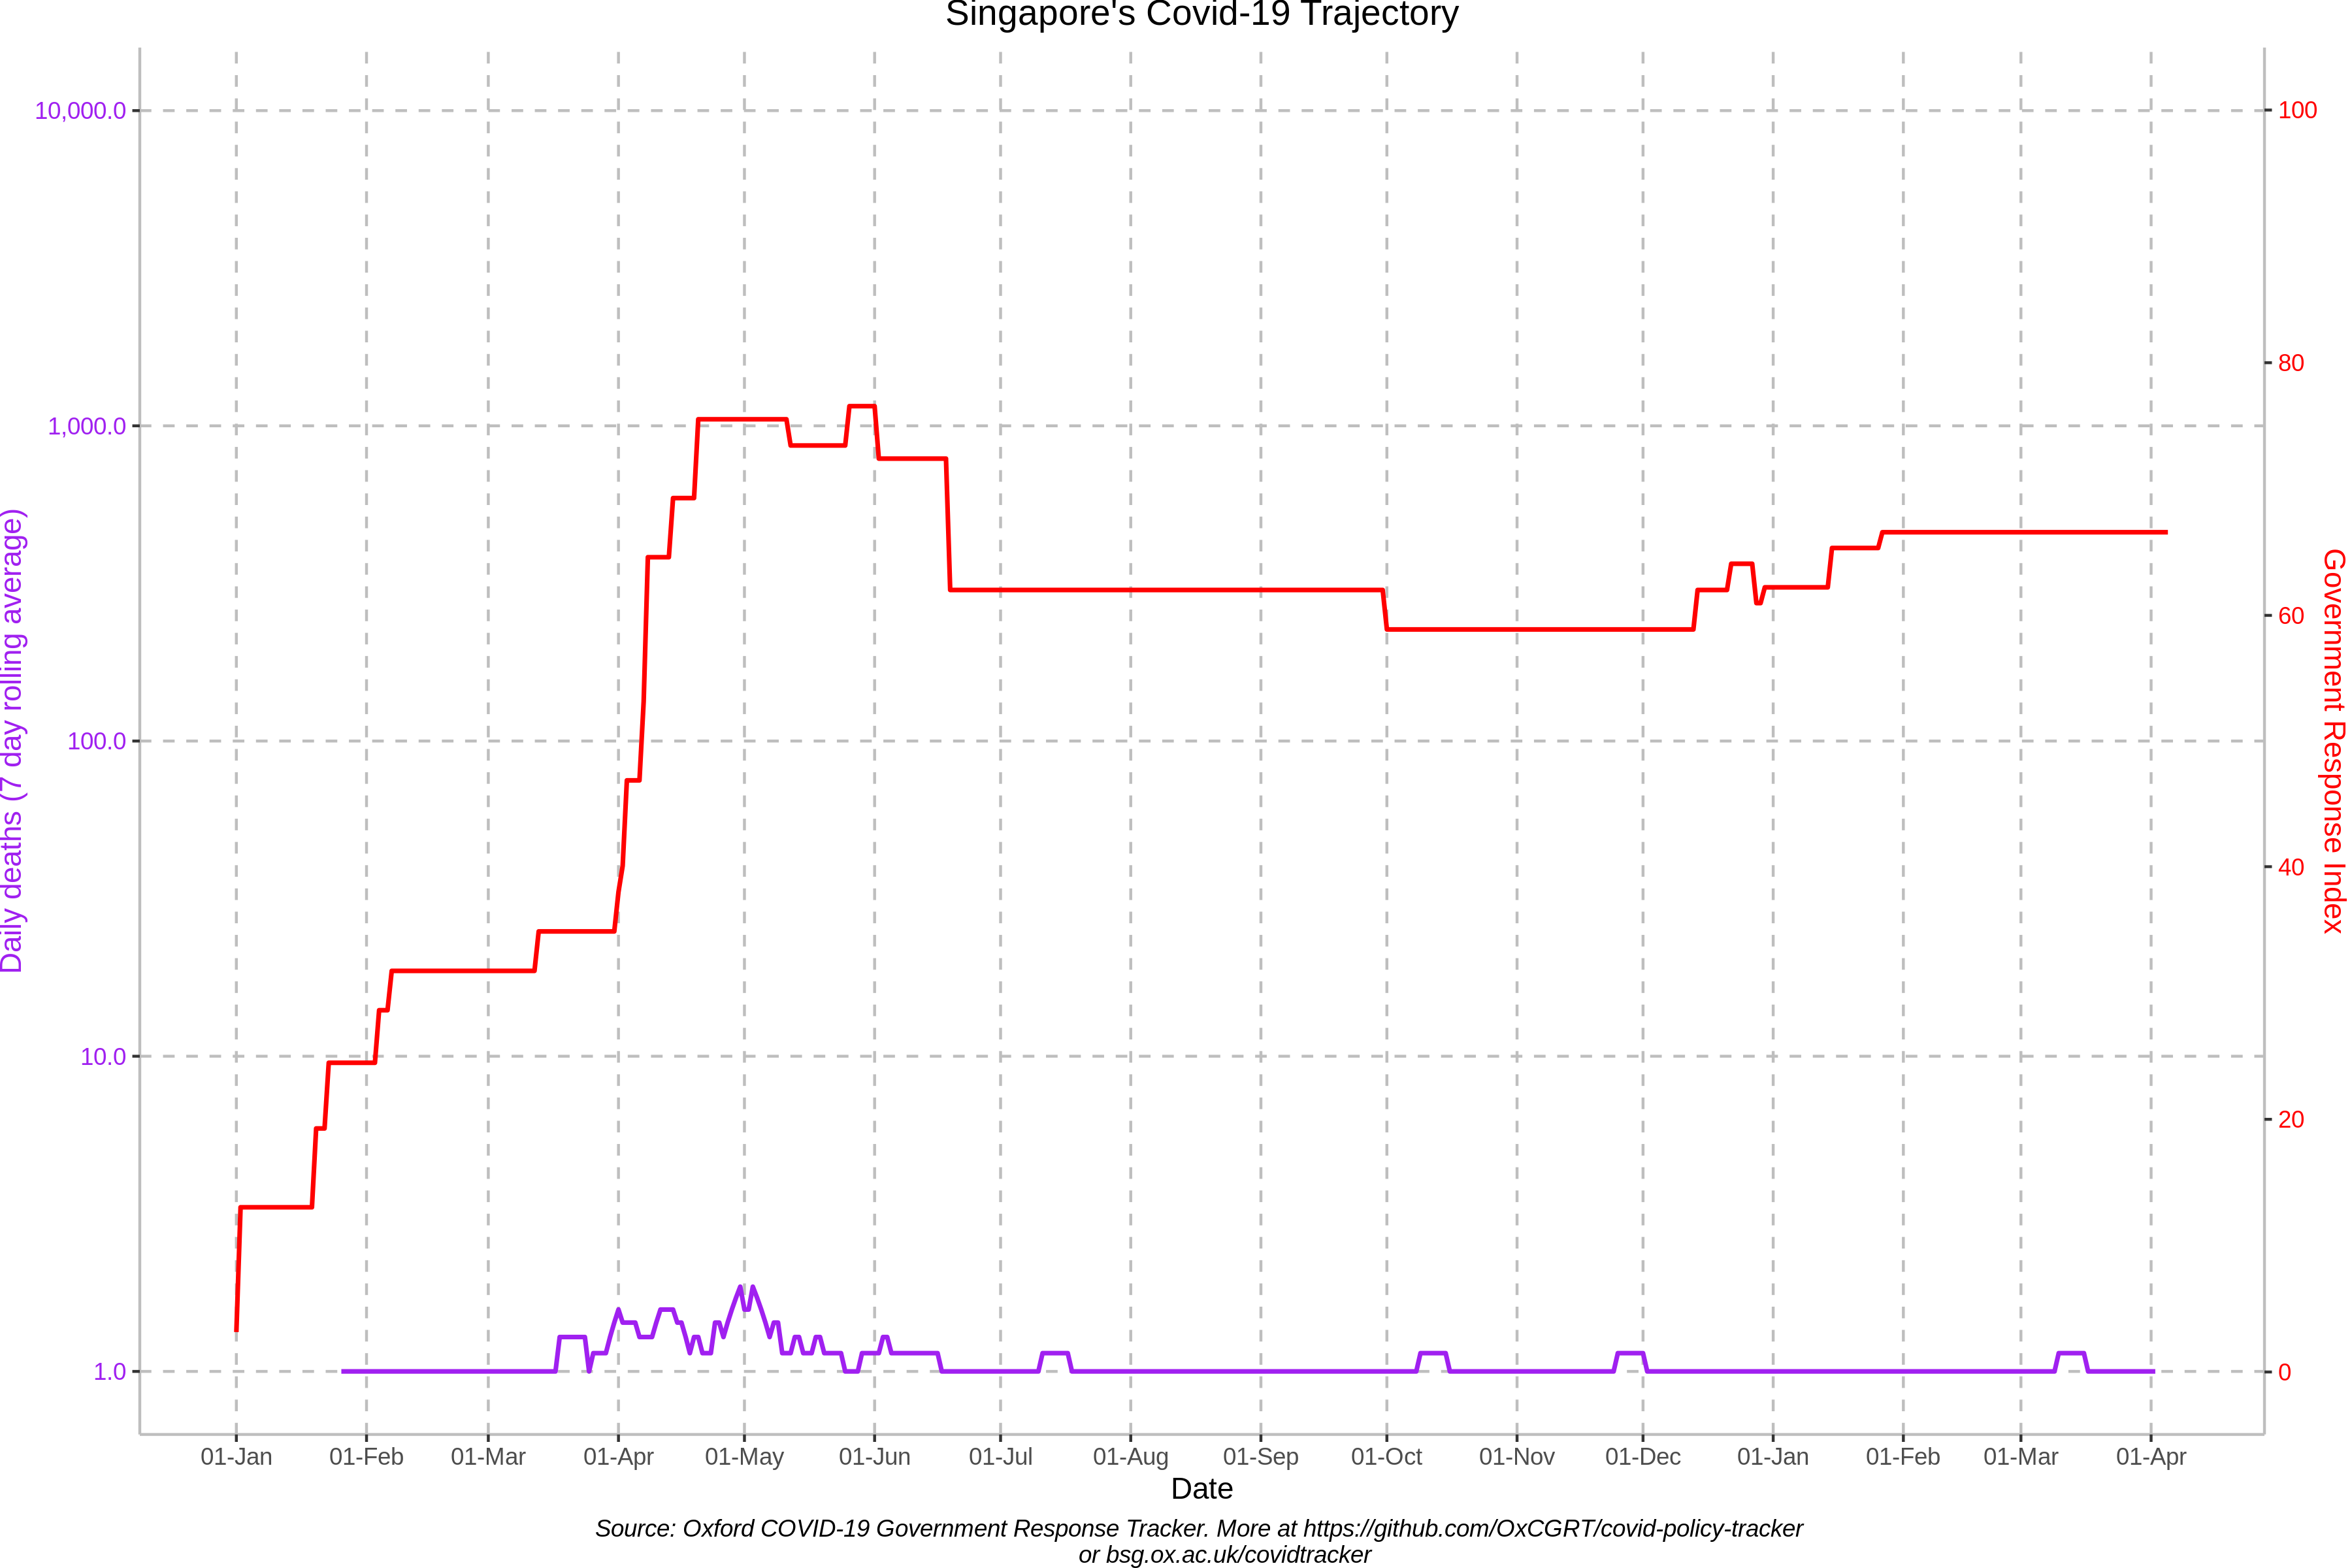 Singapore's Covid-19 Trajectory
10,000.0
1,000.0
100.0
10.0
1.0
Daily deaths (7 day rolling average)
100
80
60
40
20
0
Government Response Index
01-Jan 01-Feb 01-Mar 01-Apr 01-May 01-Jun 01-Jul 01-Aug 01-Sep 01-Oct 01-Nov 01-Dec 01-Jan 01-Feb 01-Mar 01-Apr
Date
Source: Oxford COVID-19 Government Response Tracker. More at https://github.com/OxCGRT/covid-policy-tracker
or bsg.ox.ac.uk/covidtracker